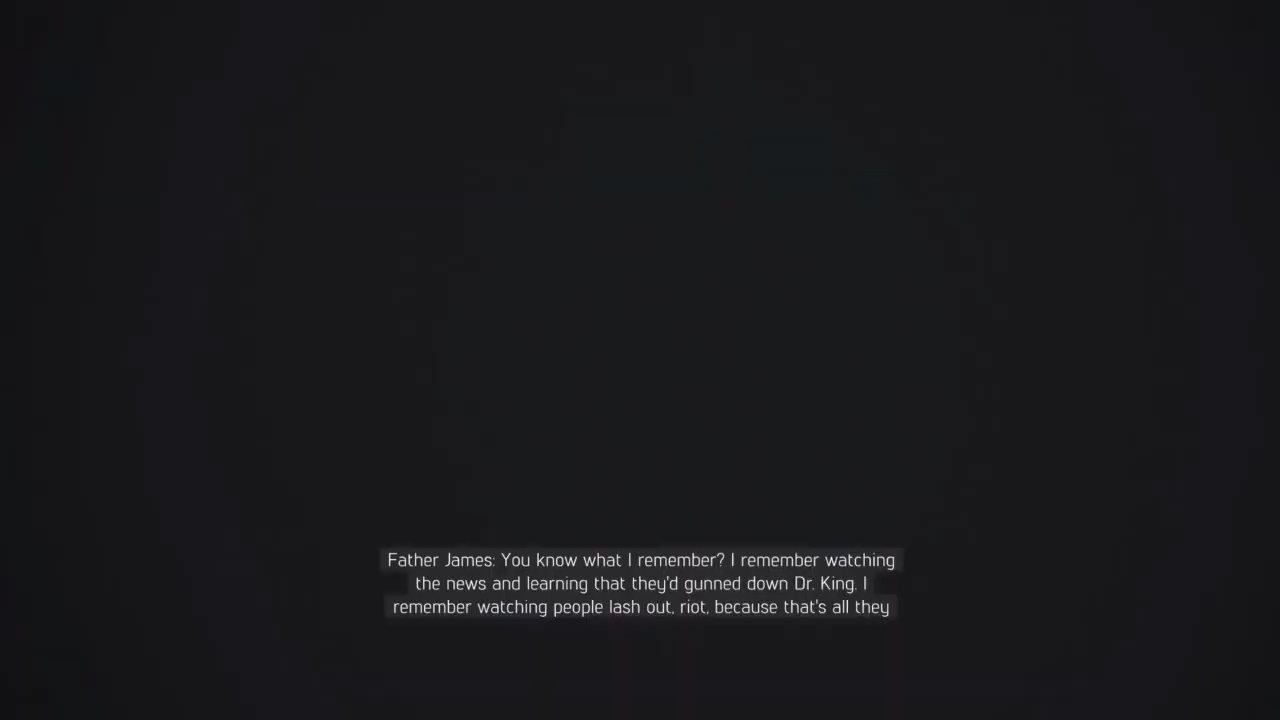 Father James: You know what I remember? I remember watching
the news and learning that they'd gunned down Dr. King. I
remember watching people lash out, riot, because that's all they